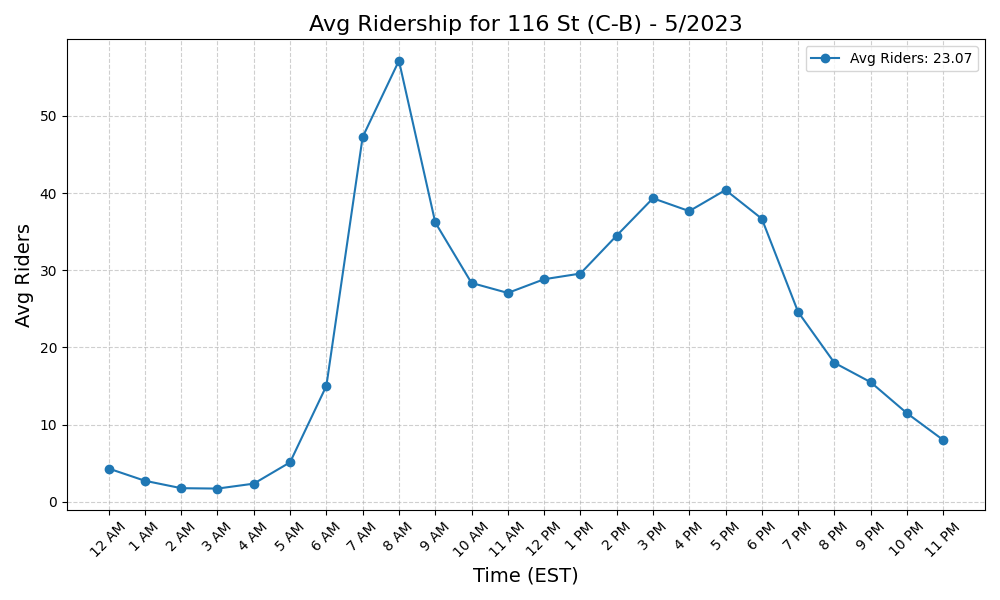 Avg Ridership for 116 St (C-B) - 5/2023
Avg Riders: 23.07
Avg Riders
50
40
30
20
10
0
12 AM
1 AM
2 AM
3 AM
4 AM
5 AM
6 AM
7 AM
8 AM
9 AM
10 AM
11 AM
12 PM
1 PM
2 PM
3 PM
4 PM
5 PM
6 PM
7 PM
8 PM
9 PM
10 PM
11 PM
Time (EST)